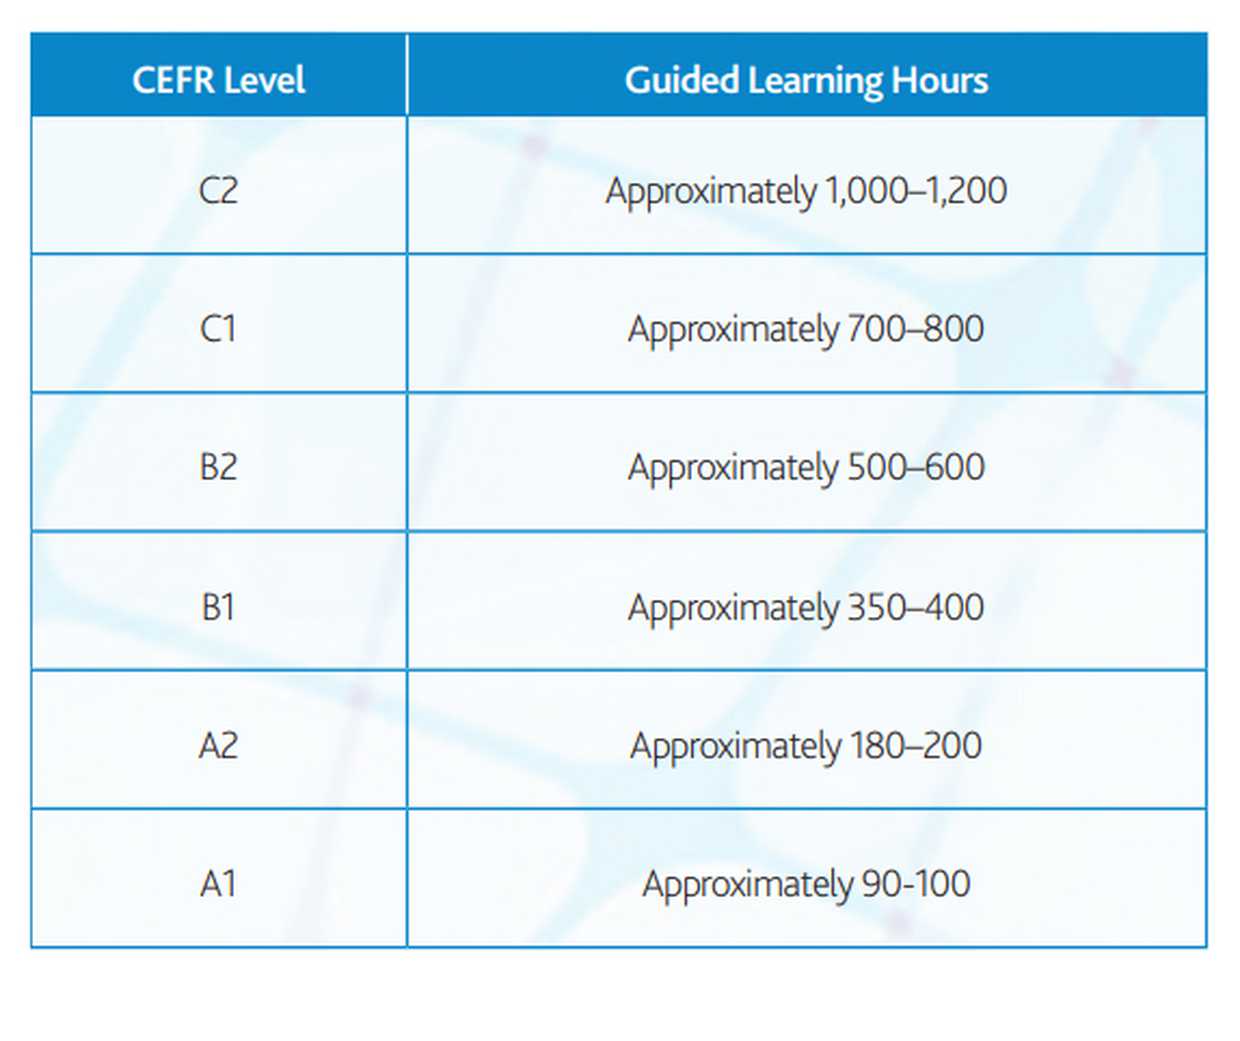 CEFR Level Guided Learning Hours
C2 Approximately 1,000–1,200
C1 Approximately 700–800
B2 Approximately 500–600
B1 Approximately 350–400
A2 Approximately 180–200
A1 Approximately 90-100